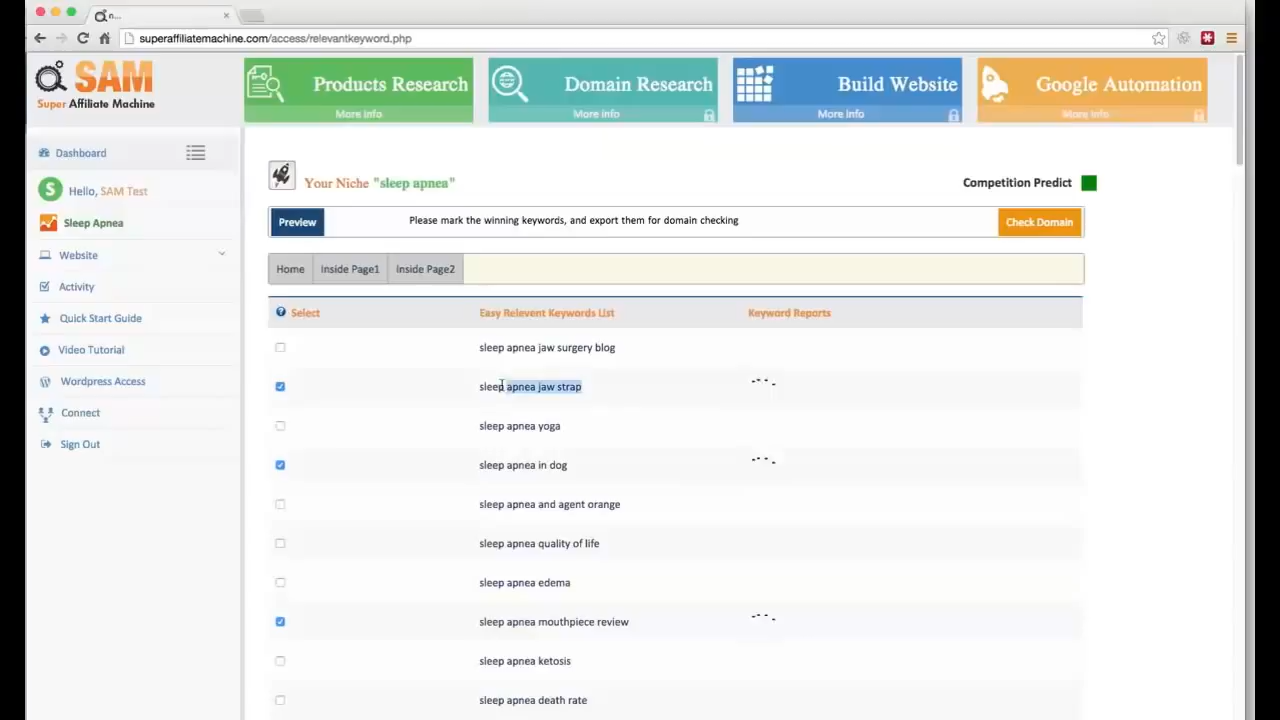 n...
superaffiliatemachine.com/access/relevantkeyword.php
SAM
Super Affiliate Machine
Products Research
More Info
Domain Research
More Info
Build Website
More Info
Google Automation
More Info
Dashboard
S
Hello, SAM Test
Sleep Apnea
Website
Activity
Quick Start Guide
Video Tutorial
Wordpress Access
Connect
Sign Out
Your Niche "sleep apnea"
Competition Predict
Preview
Please mark the winning keywords, and export them for domain checking
Check Domain
Home
Inside Page1
Inside Page2
Select
Easy Relevent Keywords List
Keyword Reports
sleep apnea jaw surgery blog
sleep apnea jaw strap
sleep apnea yoga
sleep apnea in dog
sleep apnea and agent orange
sleep apnea quality of life
sleep apnea edema
sleep apnea mouthpiece review
sleep apnea ketosis
sleep apnea death rate